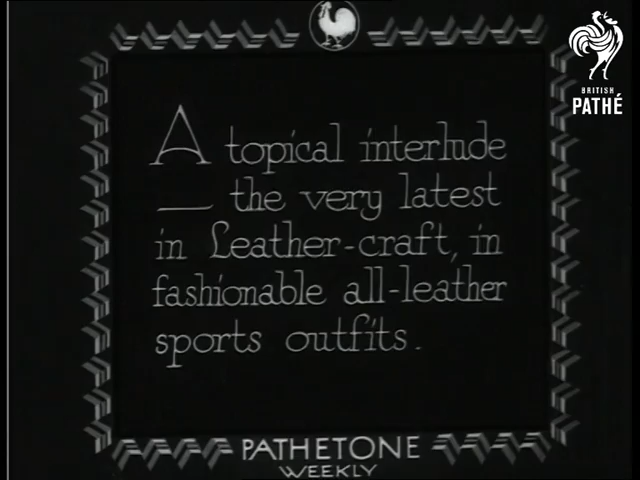 BRITISH
PATHÉ
A topical interlude
— the very latest
in Leather-craft, in
fashionable all-leather
sports outfits.
PATHETONE
WEEKLY